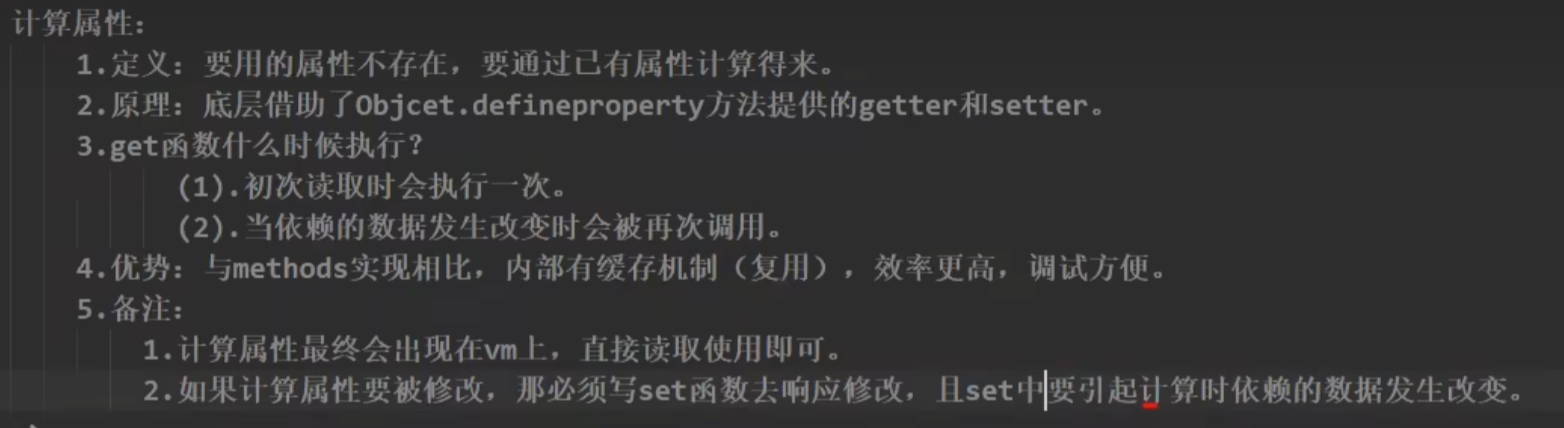 计算属性:
1.定义：要用的属性不存在，要通过已有属性计算得来。
2.原理：底层借助了Objcet.defineproperty方法提供的getter和setter。
3.get函数什么时候执行？
(1).初次读取时会执行一次。
(2).当依赖的数据发生改变时会被再次调用。
4.优势：与methods实现相比，内部有缓存机制（复用），效率更高，调试方便。
5.备注：
1.计算属性最终会出现在vm上，直接读取使用即可。
2.如果计算属性要被修改，那必须写set函数去响应修改，且set中要引起计算时依赖的数据发生改变。